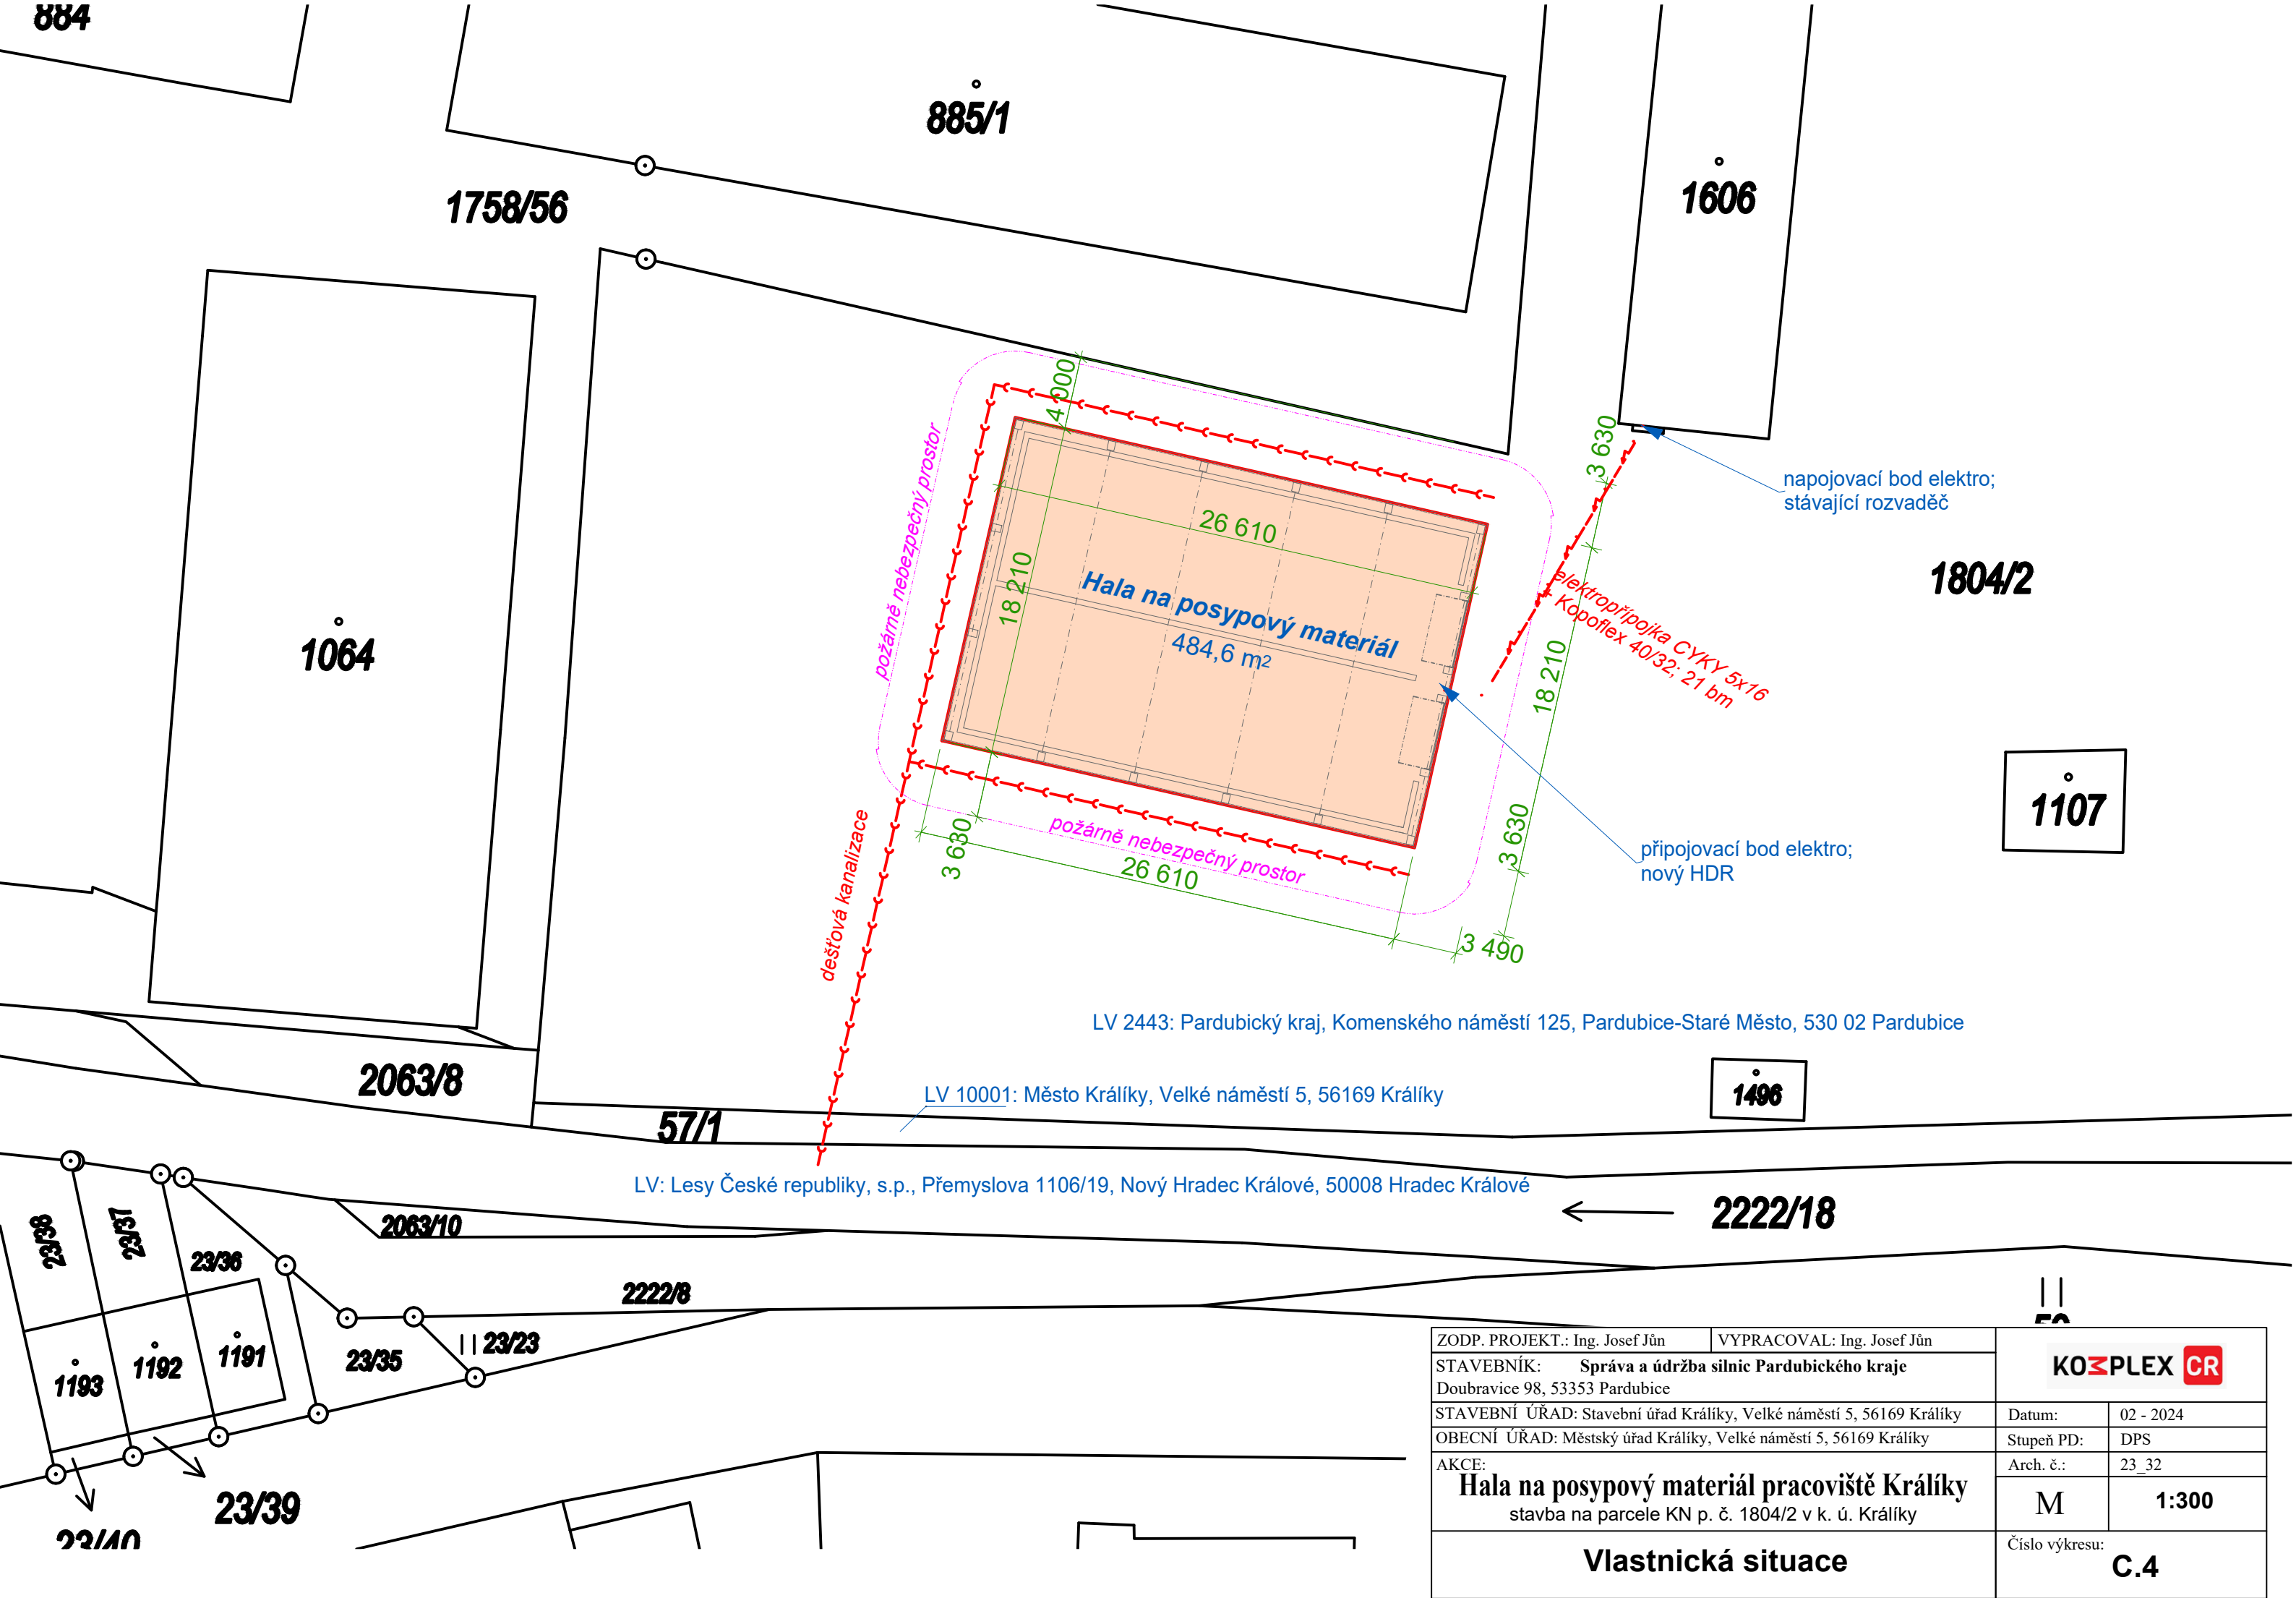 884
885/1
1606
1758/56
4 000
3 630
napojovací bod elektro;
stávající rozvaděč
požárně nebezpečný prostor
26 610
18 210
Hala na posypový materiál
484,6 m²
elektropřípojka CYKY 5x16
+ Kopoflex 40/32; 21 bm
1804/2
1064
18 210
1107
3 630
požárně nebezpečný prostor
26 610
3 630
připojovací bod elektro;
nový HDR
dešťová kanalizace
3 490
LV 2443: Pardubický kraj, Komenského náměstí 125, Pardubice-Staré Město, 530 02 Pardubice
2063/8
LV 10001: Město Králíky, Velké náměstí 5, 56169 Králíky
1496
57/1
LV: Lesy České republiky, s.p., Přemyslova 1106/19, Nový Hradec Králové, 50008 Hradec Králové
2222/18
23/38
23/37
2063/10
23/36
2222/8
23/23
23/35
1191
1192
1193
23/39
23/40
ZODP. PROJEKT.: Ing. Josef Jůn
VYPRACOVAL: Ing. Josef Jůn
KOMPLEX CR
STAVEBNÍK: Správa a údržba silnic Pardubického kraje
Doubravice 98, 53353 Pardubice
STAVEBNÍ ÚŘAD: Stavební úřad Králíky, Velké náměstí 5, 56169 Králíky
Datum: 02 - 2024
OBECNÍ ÚŘAD: Městský úřad Králíky, Velké náměstí 5, 56169 Králíky
Stupeň PD: DPS
AKCE:
Arch. č.: 23_32
Hala na posypový materiál pracoviště Králíky
stavba na parcele KN p. č. 1804/2 v k. ú. Králíky
M 1:300
Vlastnická situace
Číslo výkresu:
C.4